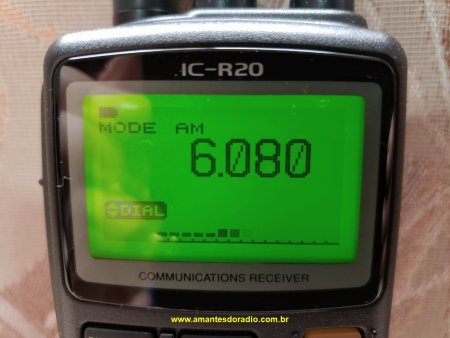 IC-R20
MODE AM
6.080
DIAL
COMMUNICATIONS RECEIVER
www.amantesdoradio.com.br